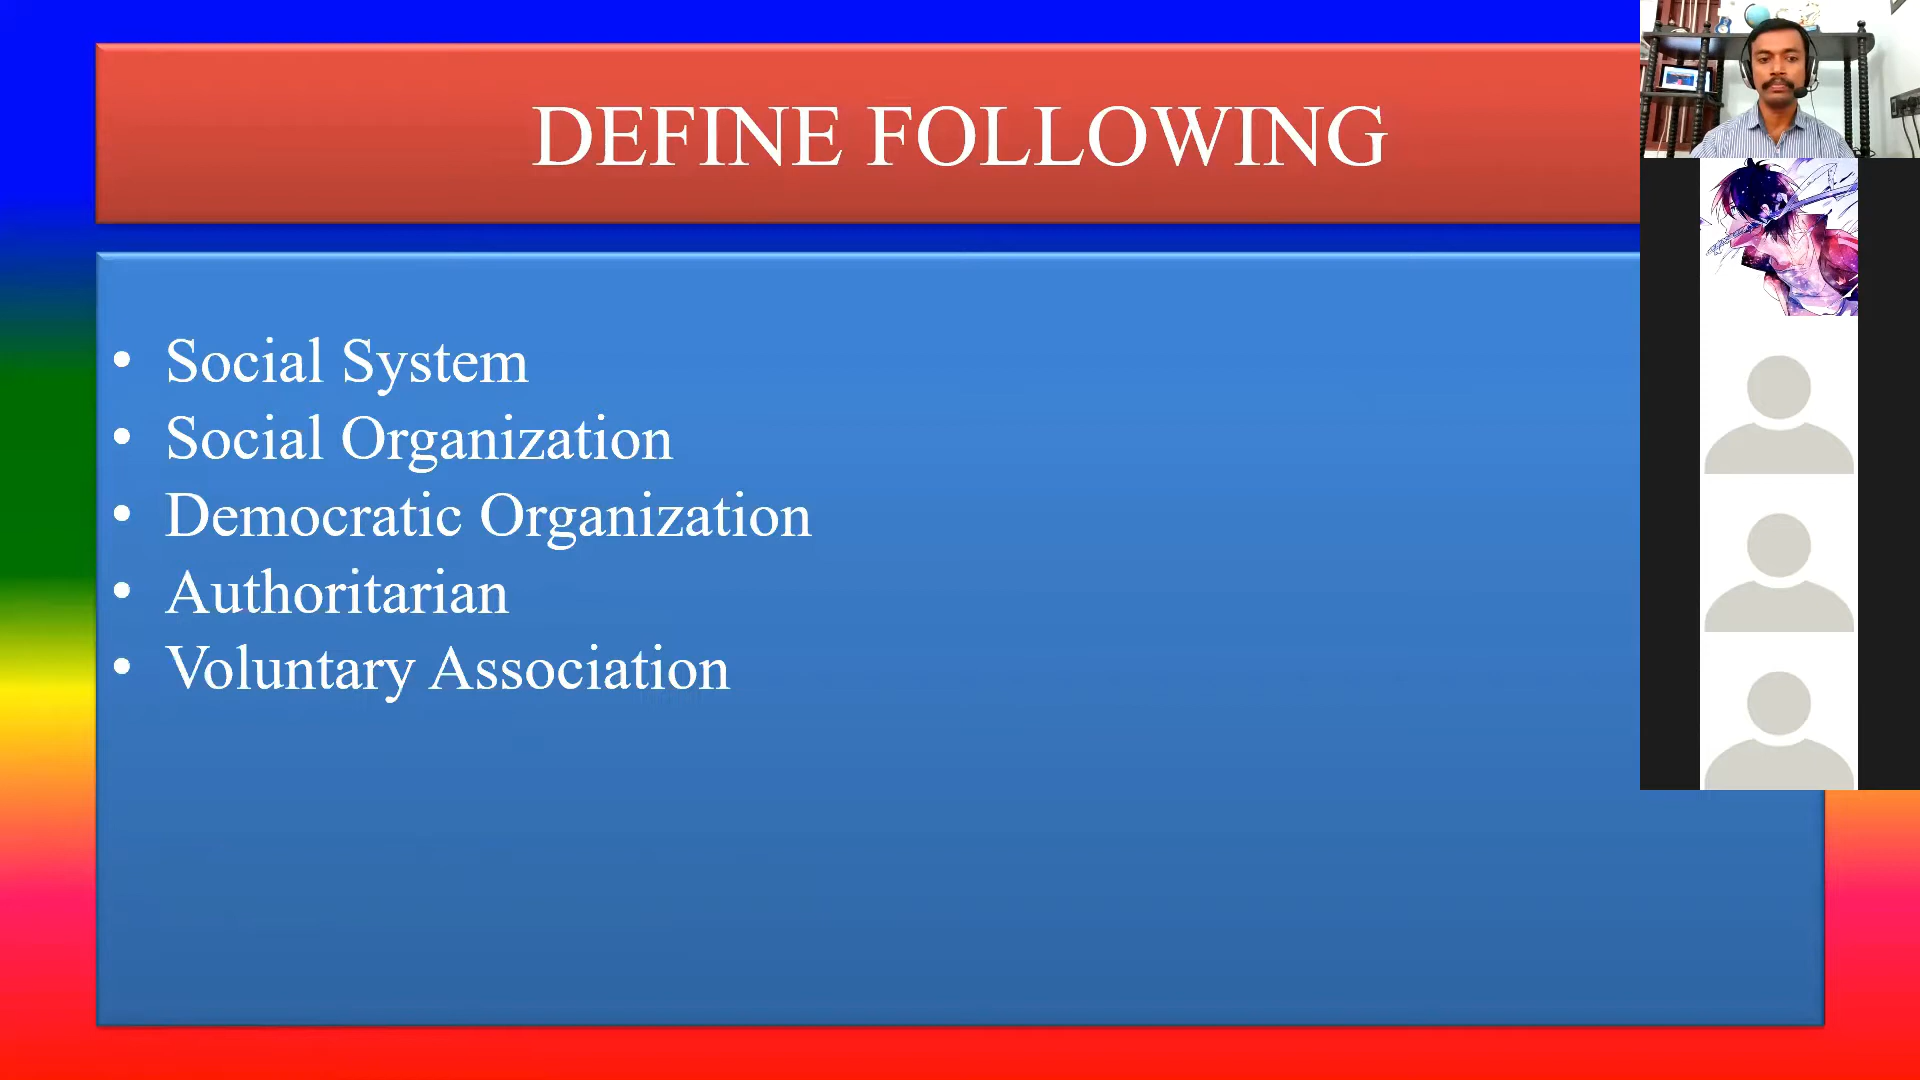 DEFINE FOLLOWING
• Social System
• Social Organization
• Democratic Organization
• Authoritarian
• Voluntary Association